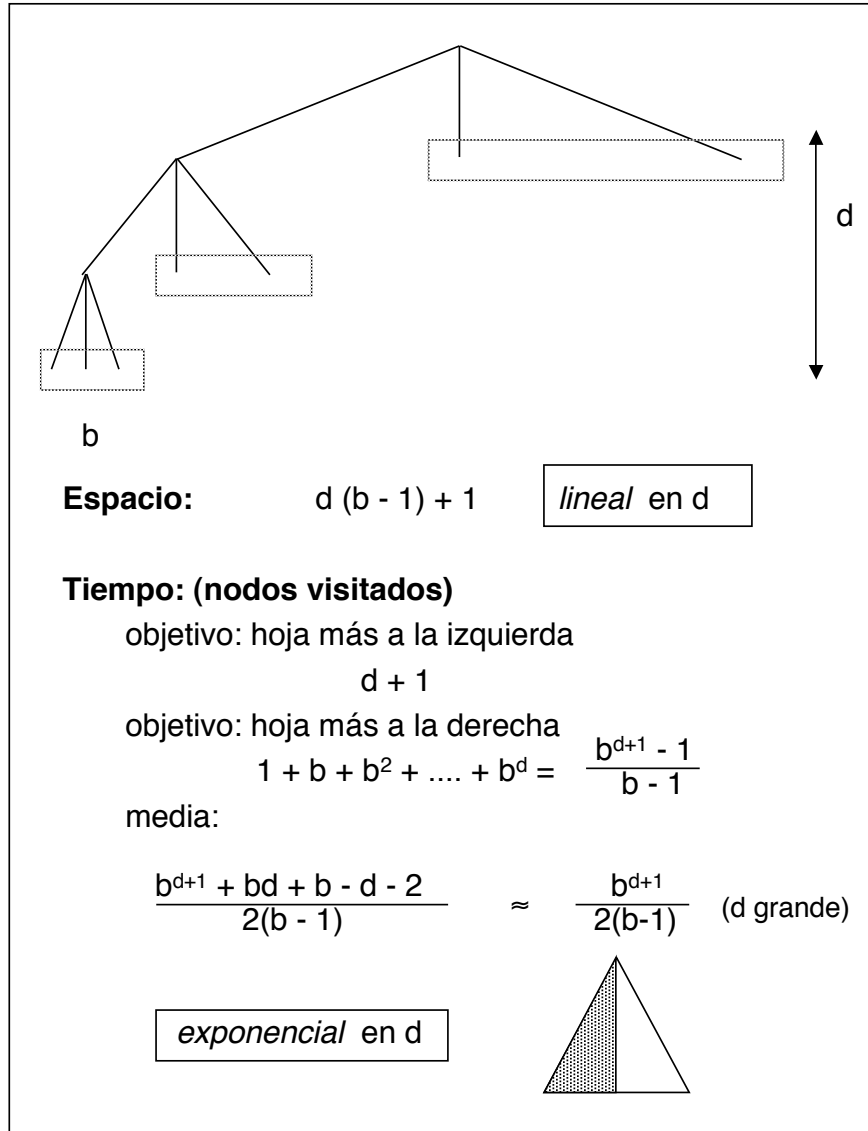 d
b
Espacio: d (b - 1) + 1 lineal en d
Tiempo: (nodos visitados)
objetivo: hoja más a la izquierda
d + 1
objetivo: hoja más a la derecha
1 + b + b² + .... + bᵈ = bᵈ⁺¹ - 1
b - 1
media:
bᵈ⁺¹ + bd + b - d - 2
2(b - 1)
≈
bᵈ⁺¹
2(b-1)
(d grande)
exponencial en d